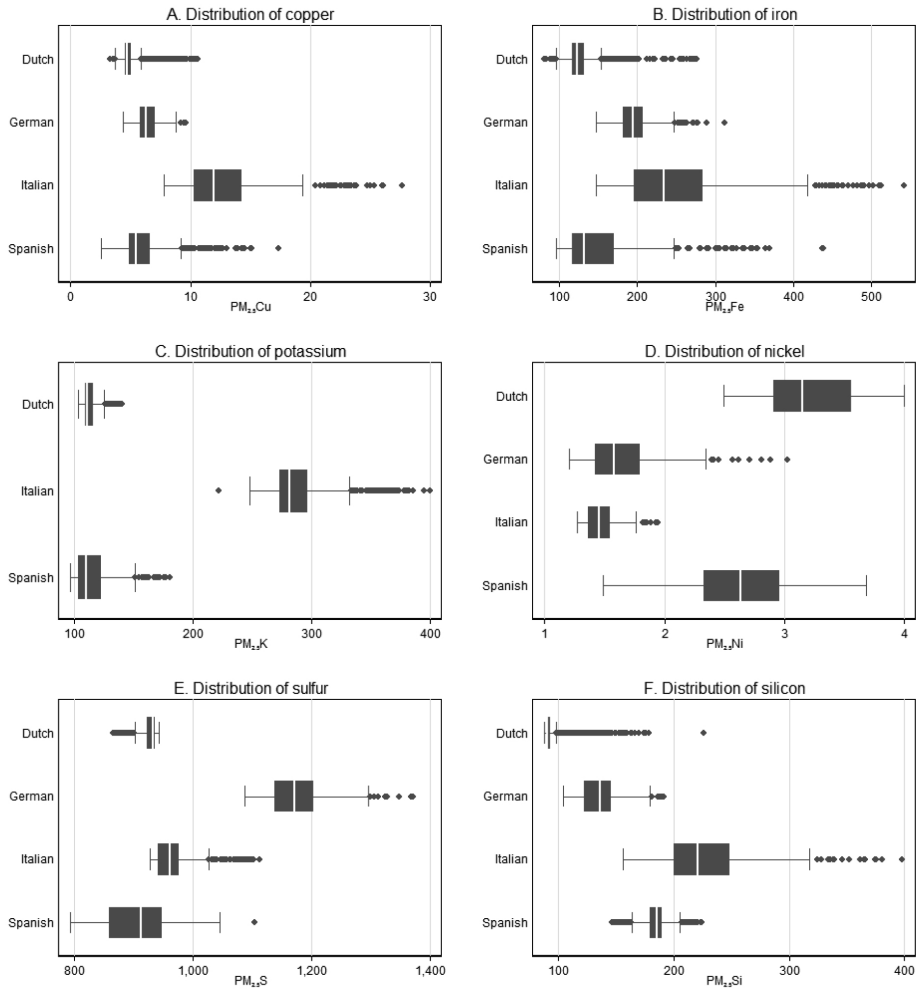 A. Distribution of copper
Dutch
German
Italian
Spanish
0 10 20 30
PM₂.₅Cu
B. Distribution of iron
Dutch
German
Italian
Spanish
100 200 300 400 500
PM₂.₅Fe
C. Distribution of potassium
Dutch
Italian
Spanish
100 200 300 400
PM₂.₅K
D. Distribution of nickel
Dutch
German
Italian
Spanish
1 2 3 4
PM₂.₅Ni
E. Distribution of sulfur
Dutch
German
Italian
Spanish
800 1,000 1,200 1,400
PM₂.₅S
F. Distribution of silicon
Dutch
German
Italian
Spanish
100 200 300 400
PM₂.₅Si